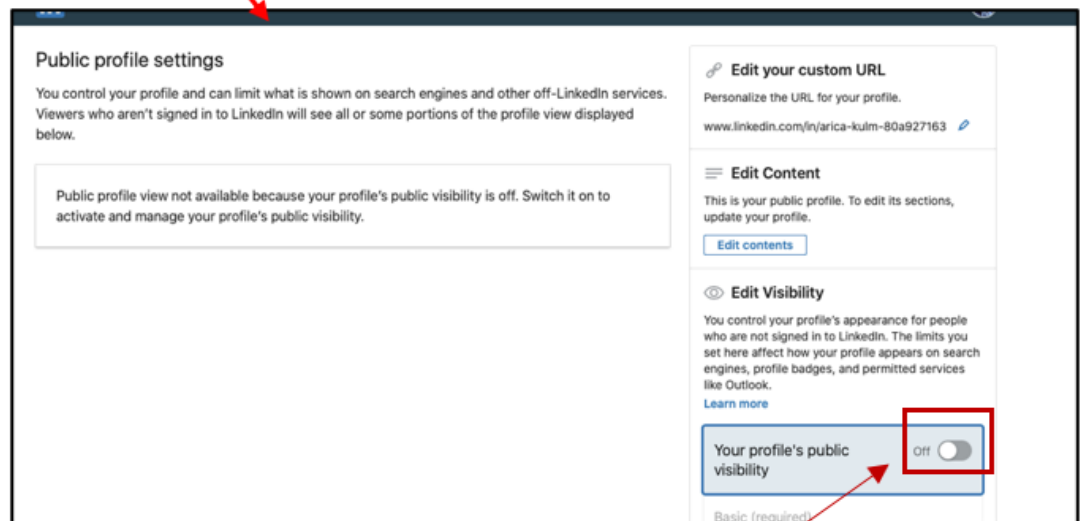 Public profile settings
You control your profile and can limit what is shown on search engines and other off-LinkedIn services.
Viewers who aren't signed in to LinkedIn will see all or some portions of the profile view displayed
below.
Public profile view not available because your profile's public visibility is off. Switch it on to
activate and manage your profile's public visibility.
Edit your custom URL
Personalize the URL for your profile.
www.linkedin.com/in/arica-kulm-80a927163
Edit Content
This is your public profile. To edit its sections,
update your profile.
Edit contents
Edit Visibility
You control your profile's appearance for people
who are not signed in to LinkedIn. The limits you
set here affect how your profile appears on search
engines, profile badges, and permitted services
like Outlook.
Learn more
Your profile's public
visibility
Off
Basic (required)